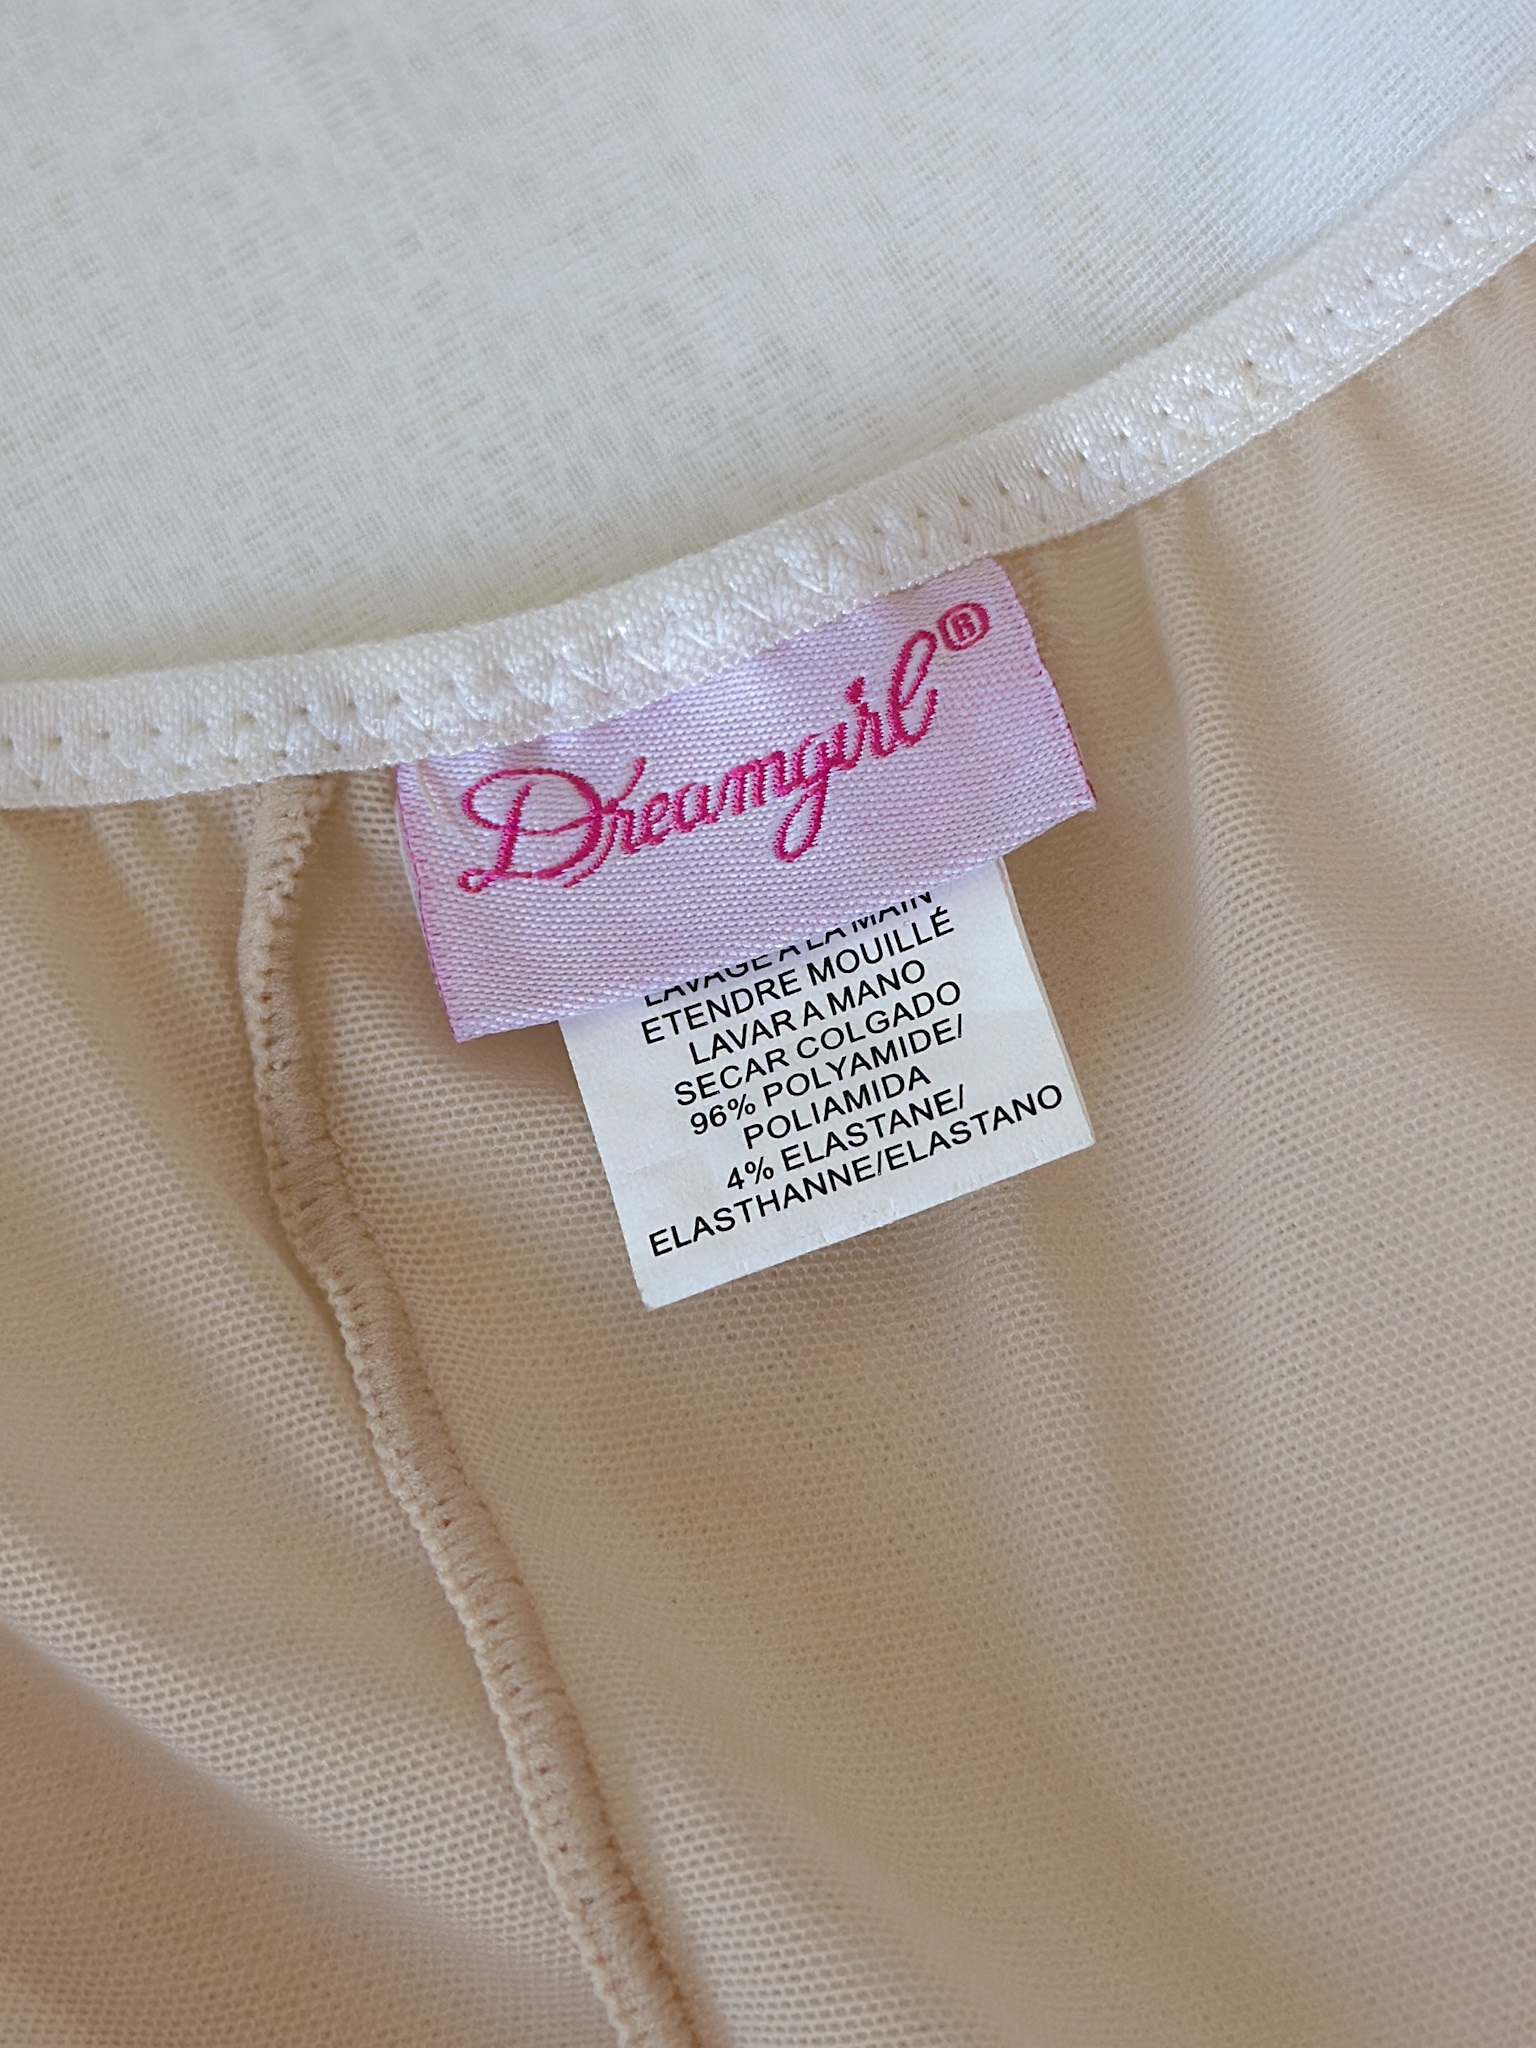 Dreamgirl®
LAVAGE A LA MAIN
ETENDRE MOUILLÉ
LAVAR A MANO
SECAR COLGADO
96% POLYAMIDE/
POLIAMIDA
4% ELASTANE/
ELASTHANNE/ELASTANO